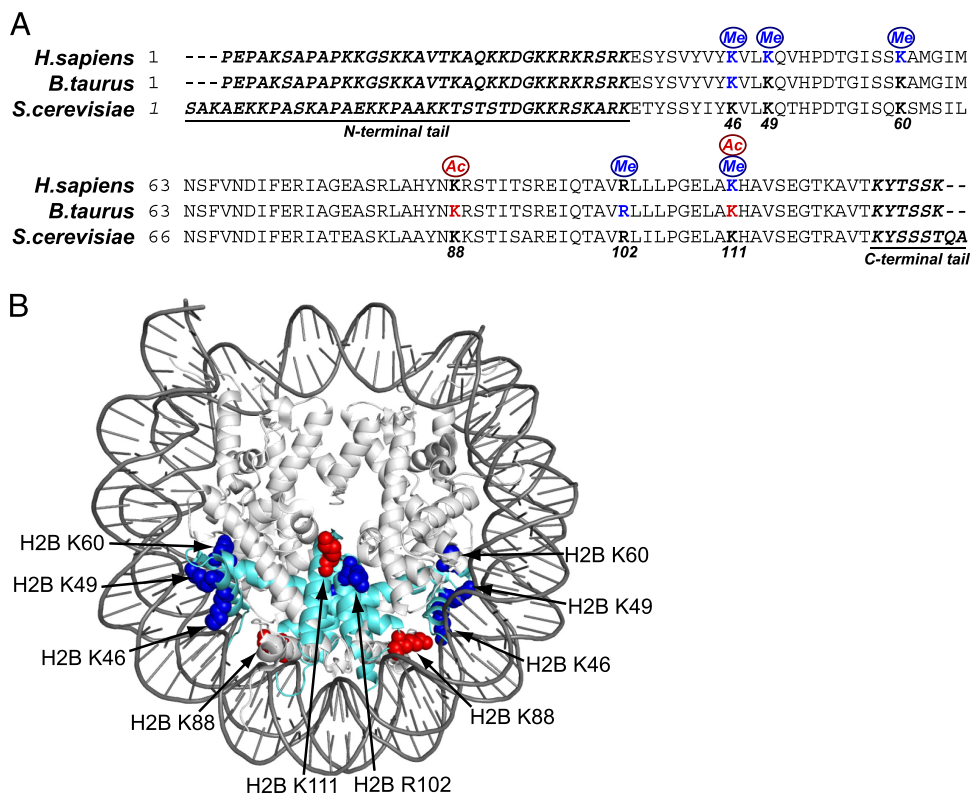 A
Me Me Me
H.sapiens 1 ---PEPAKSAPAPKKGSKKAVTKAQKKDGKKRKRSRKESYSVYVYKVLKQVHPDTGISSKAMGIM
B.taurus 1 ---PEPAKSAPAPKKGSKKAVTKAQKKDGKKRKRSRKESYSVYVYKVLKQVHPDTGISSKAMGIM
S.cerevisiae 1 SAKAEKKPASKAPAEKKPAAKKTSTSTDGKKRSKARKETYSSYIYKVLKQTHPDTGISQKSMSIL
N-terminal tail 46 49 60
Ac
Ac Me Me
H.sapiens 63 NSFVNDIFERIAGEASRLAHYNKRSTITSREIQTAVRLLLPGELAKHAVSEGTKAVTKYTSSK--
B.taurus 63 NSFVNDIFERIAGEASRLAHYNKRSTITSREIQTAVRLLLPGELAKHAVSEGTKAVTKYTSSK--
S.cerevisiae 66 NSFVNDIFERIATEASKLAAYNKKSTISAREIQTAVRLILPGELAKHAVSEGTRAVTKYSSSTQA
88 102 111 C-terminal tail
B
H2B K60 H2B K60
H2B K49 H2B K49
H2B K46 H2B K46
H2B K88 H2B K88
H2B K111 H2B R102